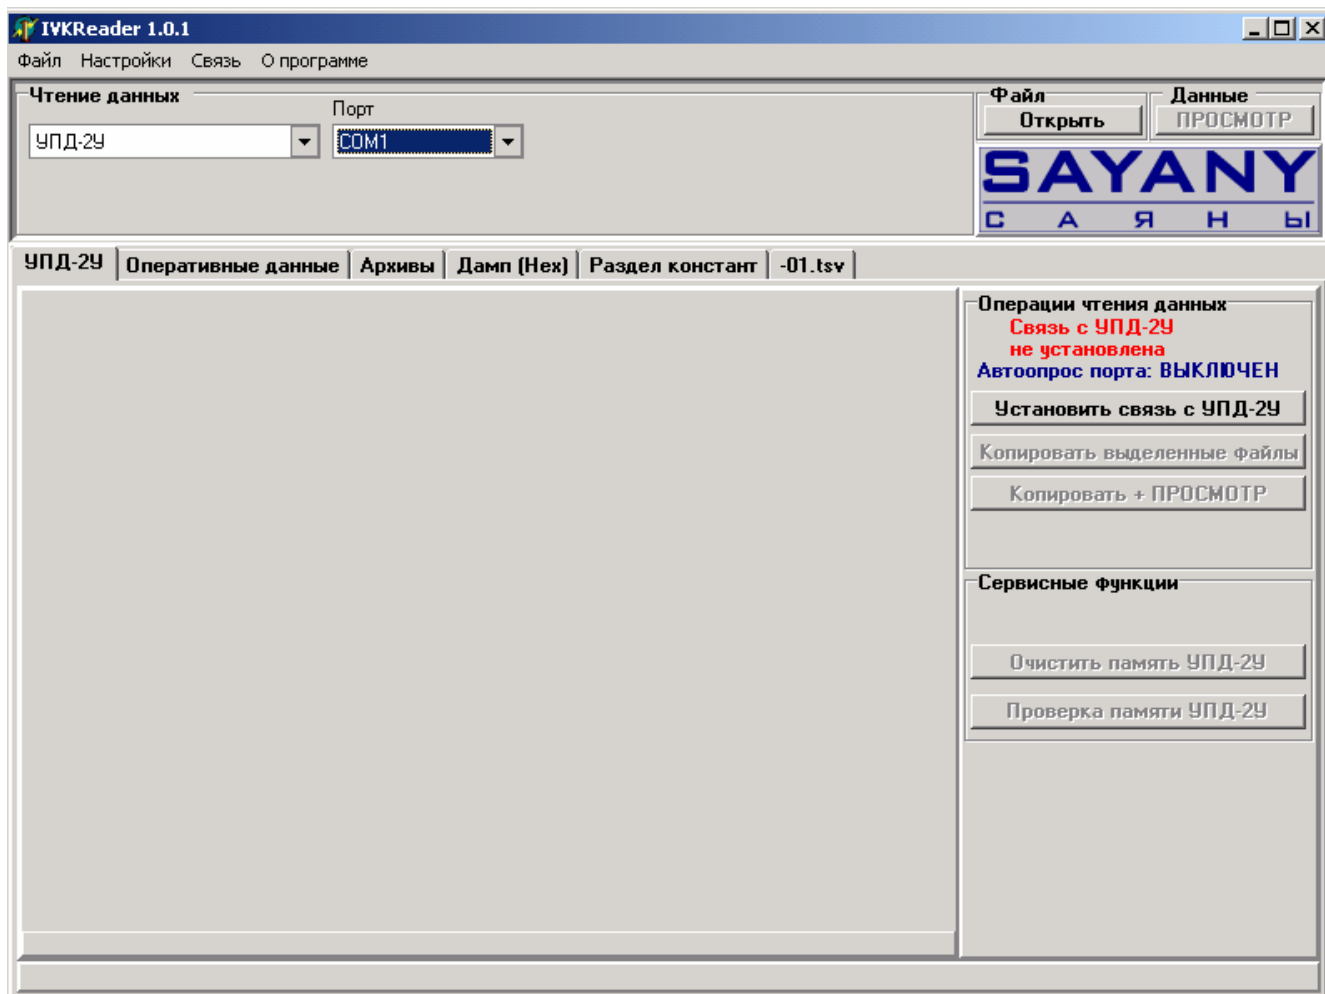 IVKReader 1.0.1
Файл Настройки Связь О программе
Чтение данных
Порт
УПД-2У
COM1
Файл
Открыть
Данные
ПРОСМОТР
SAYANY
САЯНЫ
УПД-2У Оперативные данные Архивы Дамп (Hex) Раздел констант -01.tsv
Операции чтения данных
Связь с УПД-2У
не установлена
Автоопрос порта: ВЫКЛЮЧЕН
Установить связь с УПД-2У
Копировать выделенные файлы
Копировать + ПРОСМОТР
Сервисные функции
Очистить память УПД-2У
Проверка памяти УПД-2У